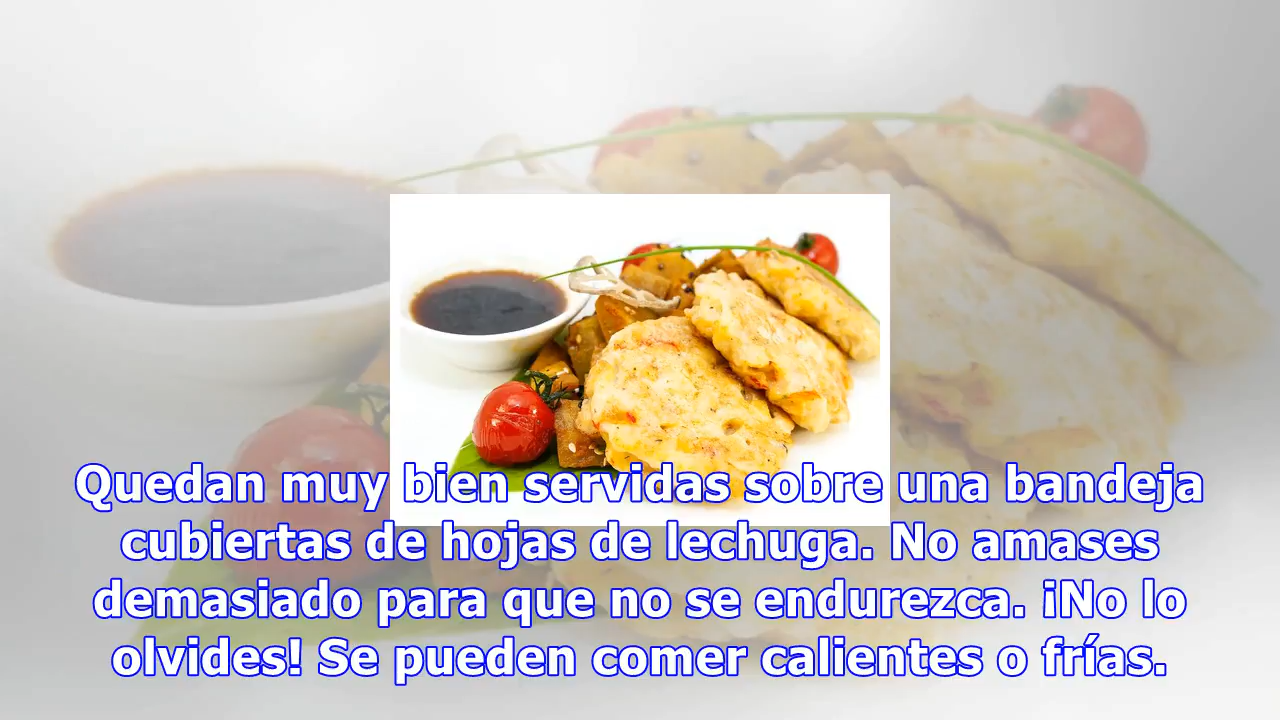 Quedan muy bien servidas sobre una bandeja
cubiertas de hojas de lechuga. No amases
demasiado para que no se endurezca. ¡No lo
olvides! Se pueden comer calientes o frías.